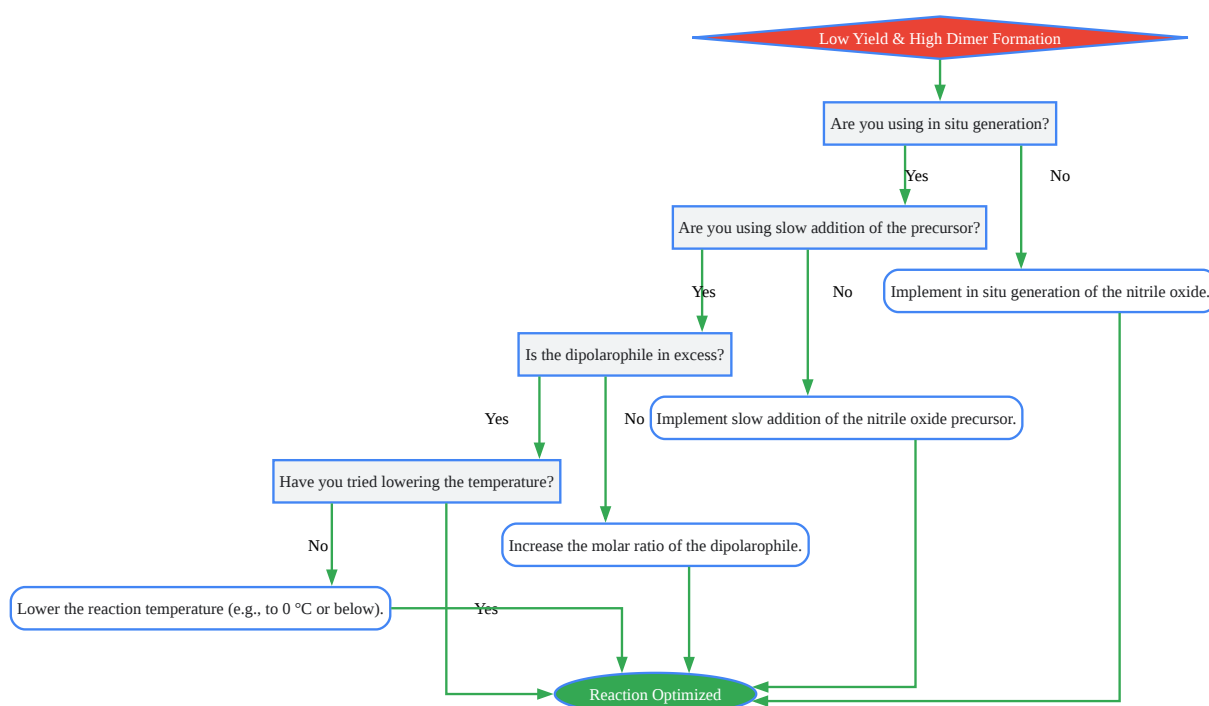 Low Yield & High Dimer Formation
Are you using in situ generation?
Yes
No
Are you using slow addition of the precursor?
Yes
No
Implement in situ generation of the nitrile oxide.
Is the dipolarophile in excess?
Yes
No
Implement slow addition of the nitrile oxide precursor.
Have you tried lowering the temperature?
No
Increase the molar ratio of the dipolarophile.
Lower the reaction temperature (e.g., to 0 °C or below).
Yes
Reaction Optimized